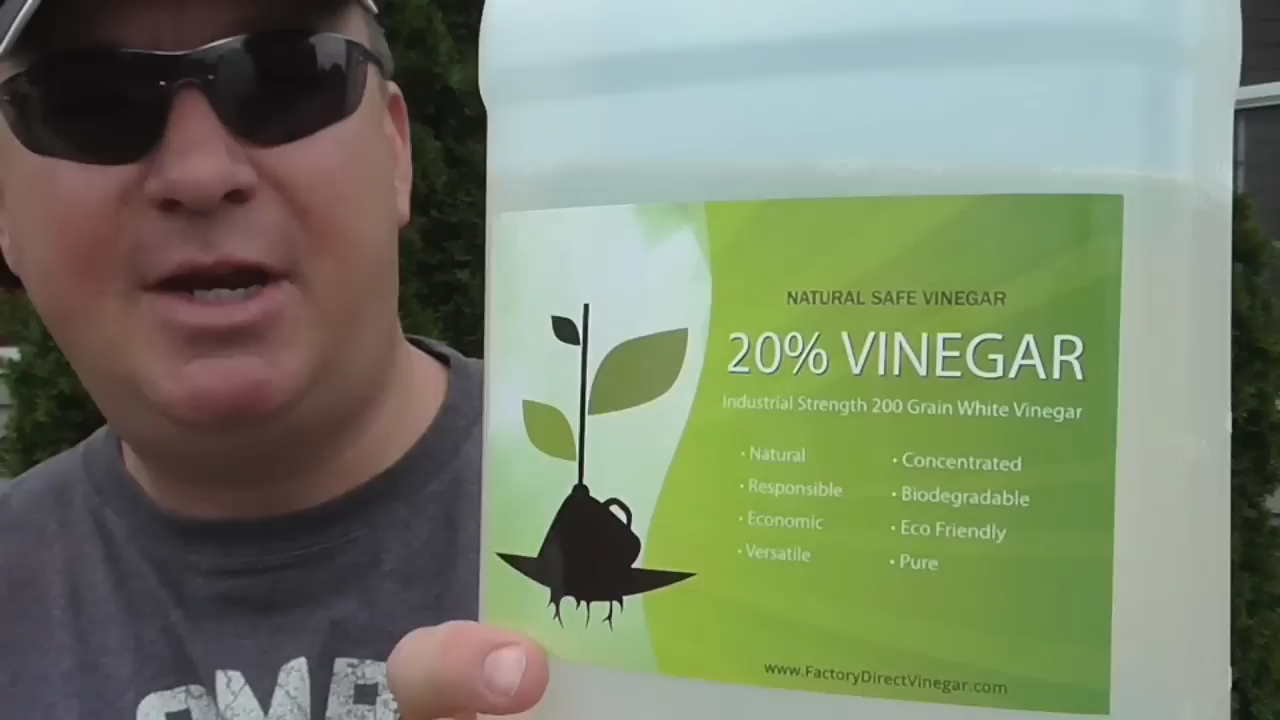 NATURAL SAFE VINEGAR
20% VINEGAR
Industrial Strength 200 Grain White Vinegar
• Natural
• Responsible
• Economic
• Versatile
• Concentrated
• Biodegradable
• Eco Friendly
• Pure
www.FactoryDirectVinegar.com